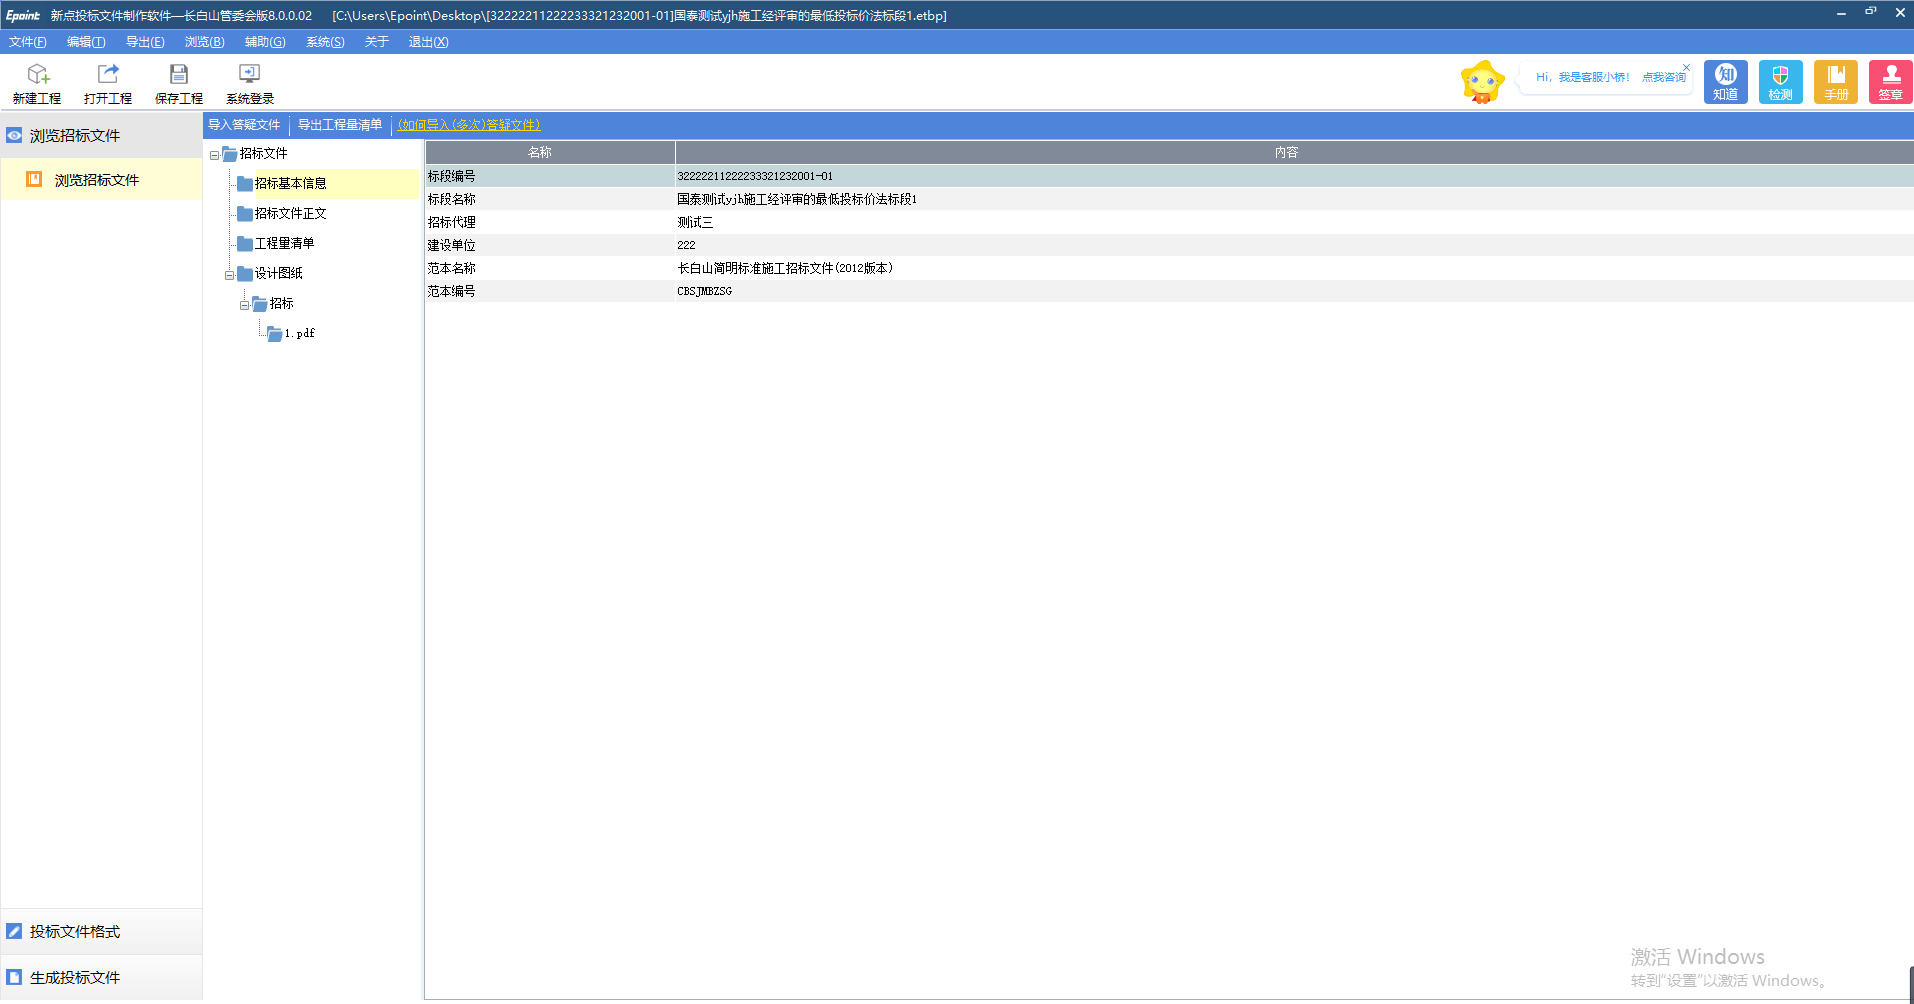 Epoint 新点投标文件制作软件—长白山管委会版8.0.0.02 [C:\Users\Epoint\Desktop\[32222211222233321232001-01]国泰测试yjh施工经评审的最低投标价法标段1.etbp]
文件(F) 编辑(T) 导出(E) 浏览(B) 辅助(G) 系统(S) 关于 退出(X)
新建工程 打开工程 保存工程 系统登录
Hi，我是客服小桥！ 点我咨询
知
知道 检测 手册 签章
浏览招标文件
浏览招标文件
投标文件格式
生成投标文件
导入答疑文件 导出工程量清单 (如何导入(多次)答疑文件)
招标文件
招标基本信息
招标文件正文
工程量清单
设计图纸
招标
1.pdf
名称 内容
标段编号 32222211222233321232001-01
标段名称 国泰测试yjh施工经评审的最低投标价法标段1
招标代理 测试三
建设单位 222
范本名称 长白山简明标准施工招标文件(2012版本)
范本编号 CBSJMBZSG
激活 Windows
转到“设置”以激活 Windows。